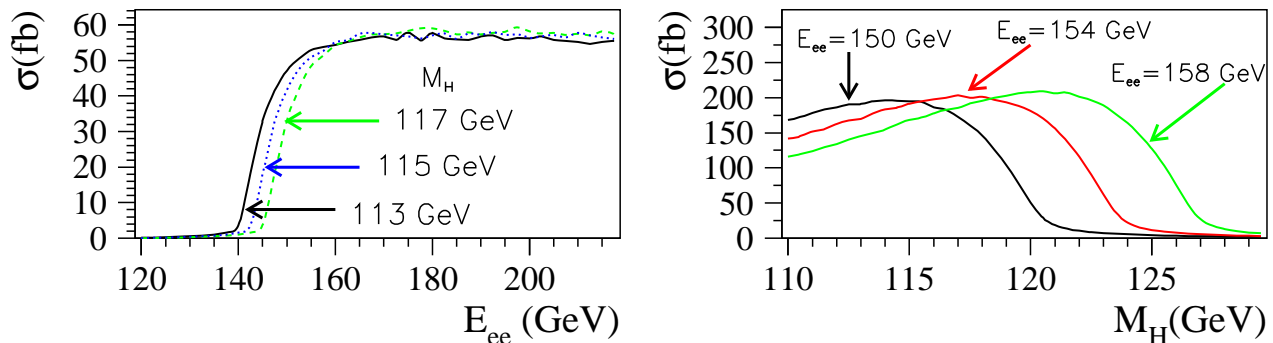 σ(fb)
60
50
40
30
20
10
0
M_H
117 GeV
115 GeV
113 GeV
120 140 160 180 200
E_ee (GeV)
σ(fb)
300
250
200
150
100
50
0
E_ee=150 GeV
E_ee=154 GeV
E_ee=158 GeV
110 115 120 125
M_H(GeV)